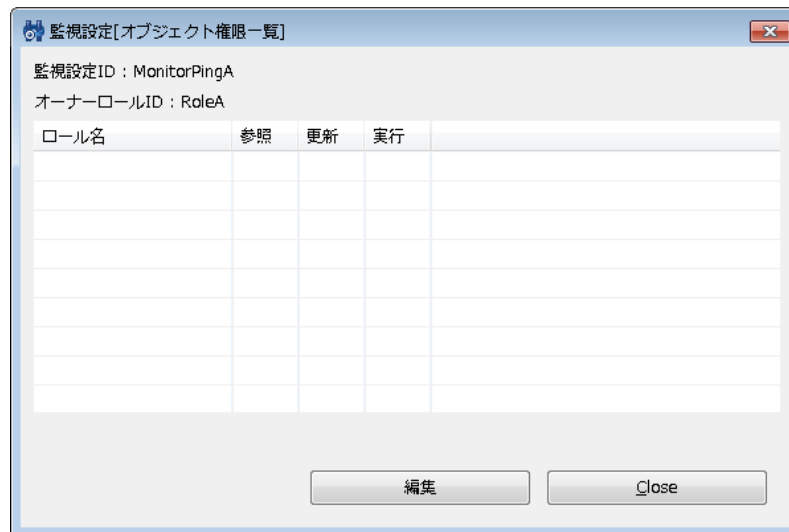 監視設定[オブジェクト権限一覧]
監視設定ID : MonitorPingA
オーナーロールID : RoleA
ロール名 参照 更新 実行
編集 Close